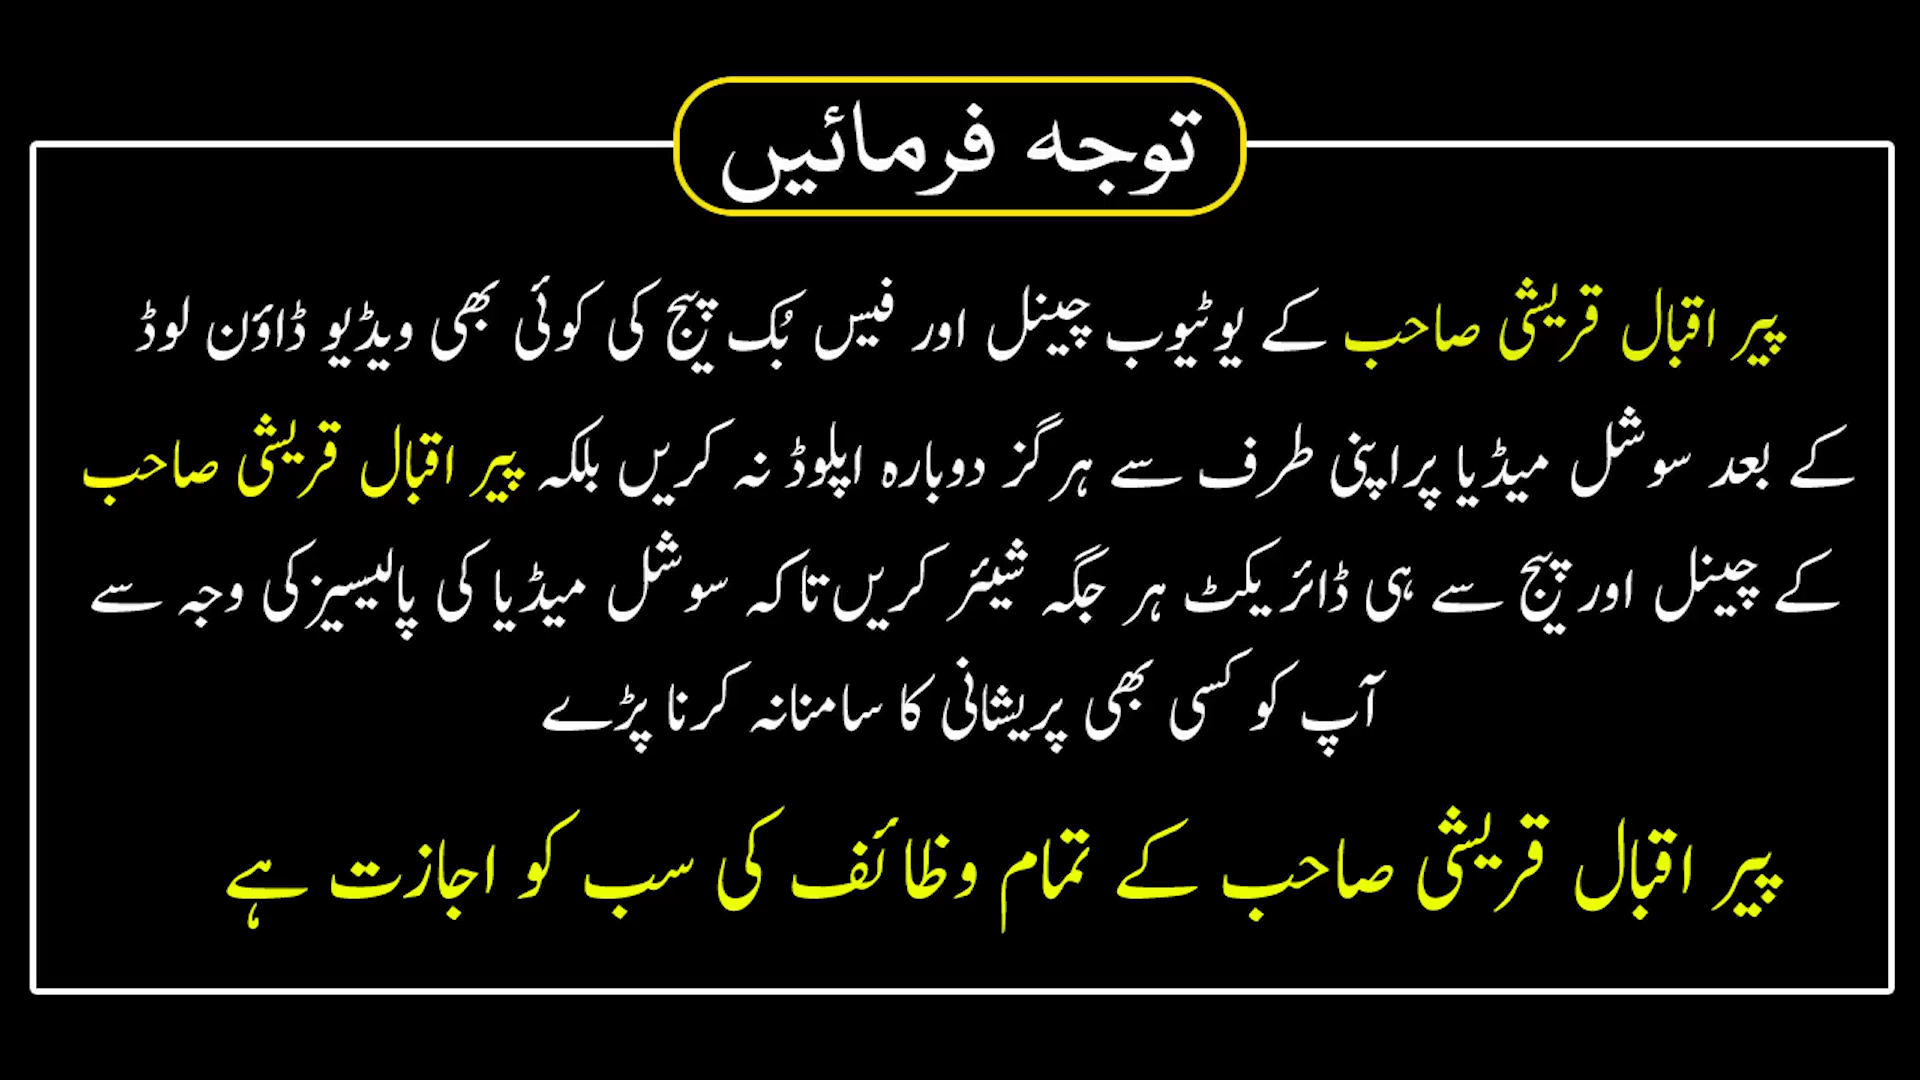 توجہ فرمائیں
پیر اقبال قریشی صاحب کے یوٹیوب چینل اور فیس بُک پیج کی کوئی بھی ویڈیو ڈاؤن لوڈ
کے بعد سوشل میڈیا پر اپنی طرف سے ہرگز دوبارہ اپلوڈ نہ کریں بلکہ پیر اقبال قریشی صاحب
کے چینل اور پیج سے ہی ڈائریکٹ ہر جگہ شیئر کریں تاکہ سوشل میڈیا کی پالیسیز کی وجہ سے
آپ کو کسی بھی پریشانی کا سامنا نہ کرنا پڑے
پیر اقبال قریشی صاحب کے تمام وظائف کی سب کو اجازت ہے